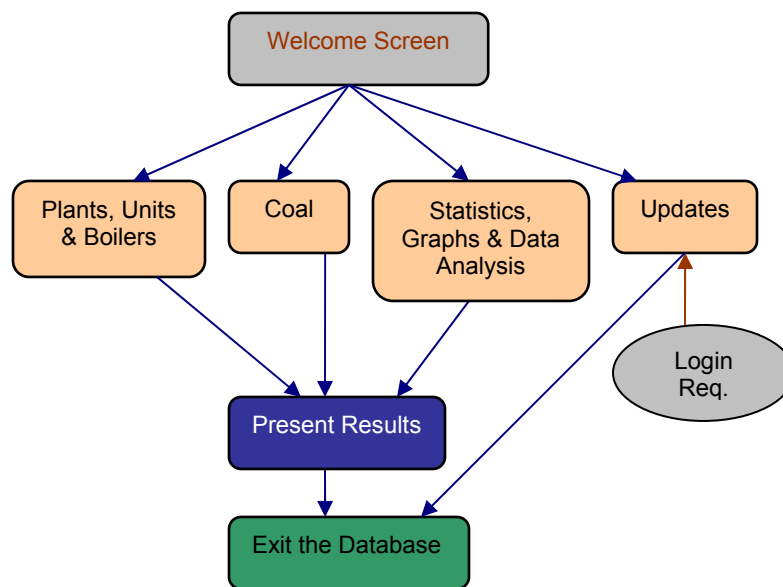 Welcome Screen
Plants, Units
& Boilers
Coal
Statistics,
Graphs & Data
Analysis
Updates
Login
Req.
Present Results
Exit the Database